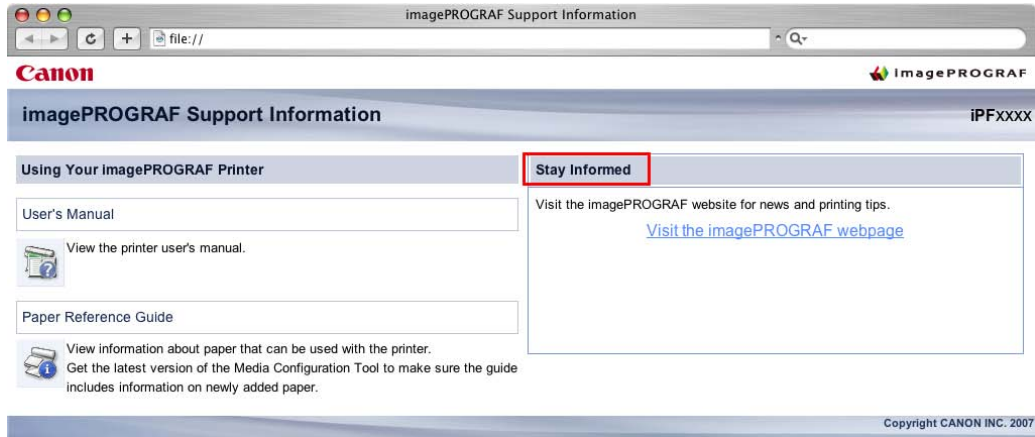 imagePROGRAF Support Information
file://
Canon
imagePROGRAF
imagePROGRAF Support Information
iPFxxxx
Using Your imagePROGRAF Printer
User's Manual
View the printer user's manual.
Paper Reference Guide
View information about paper that can be used with the printer.
Get the latest version of the Media Configuration Tool to make sure the guide
includes information on newly added paper.
Stay Informed
Visit the imagePROGRAF website for news and printing tips.
Visit the imagePROGRAF webpage
Copyright CANON INC. 2007